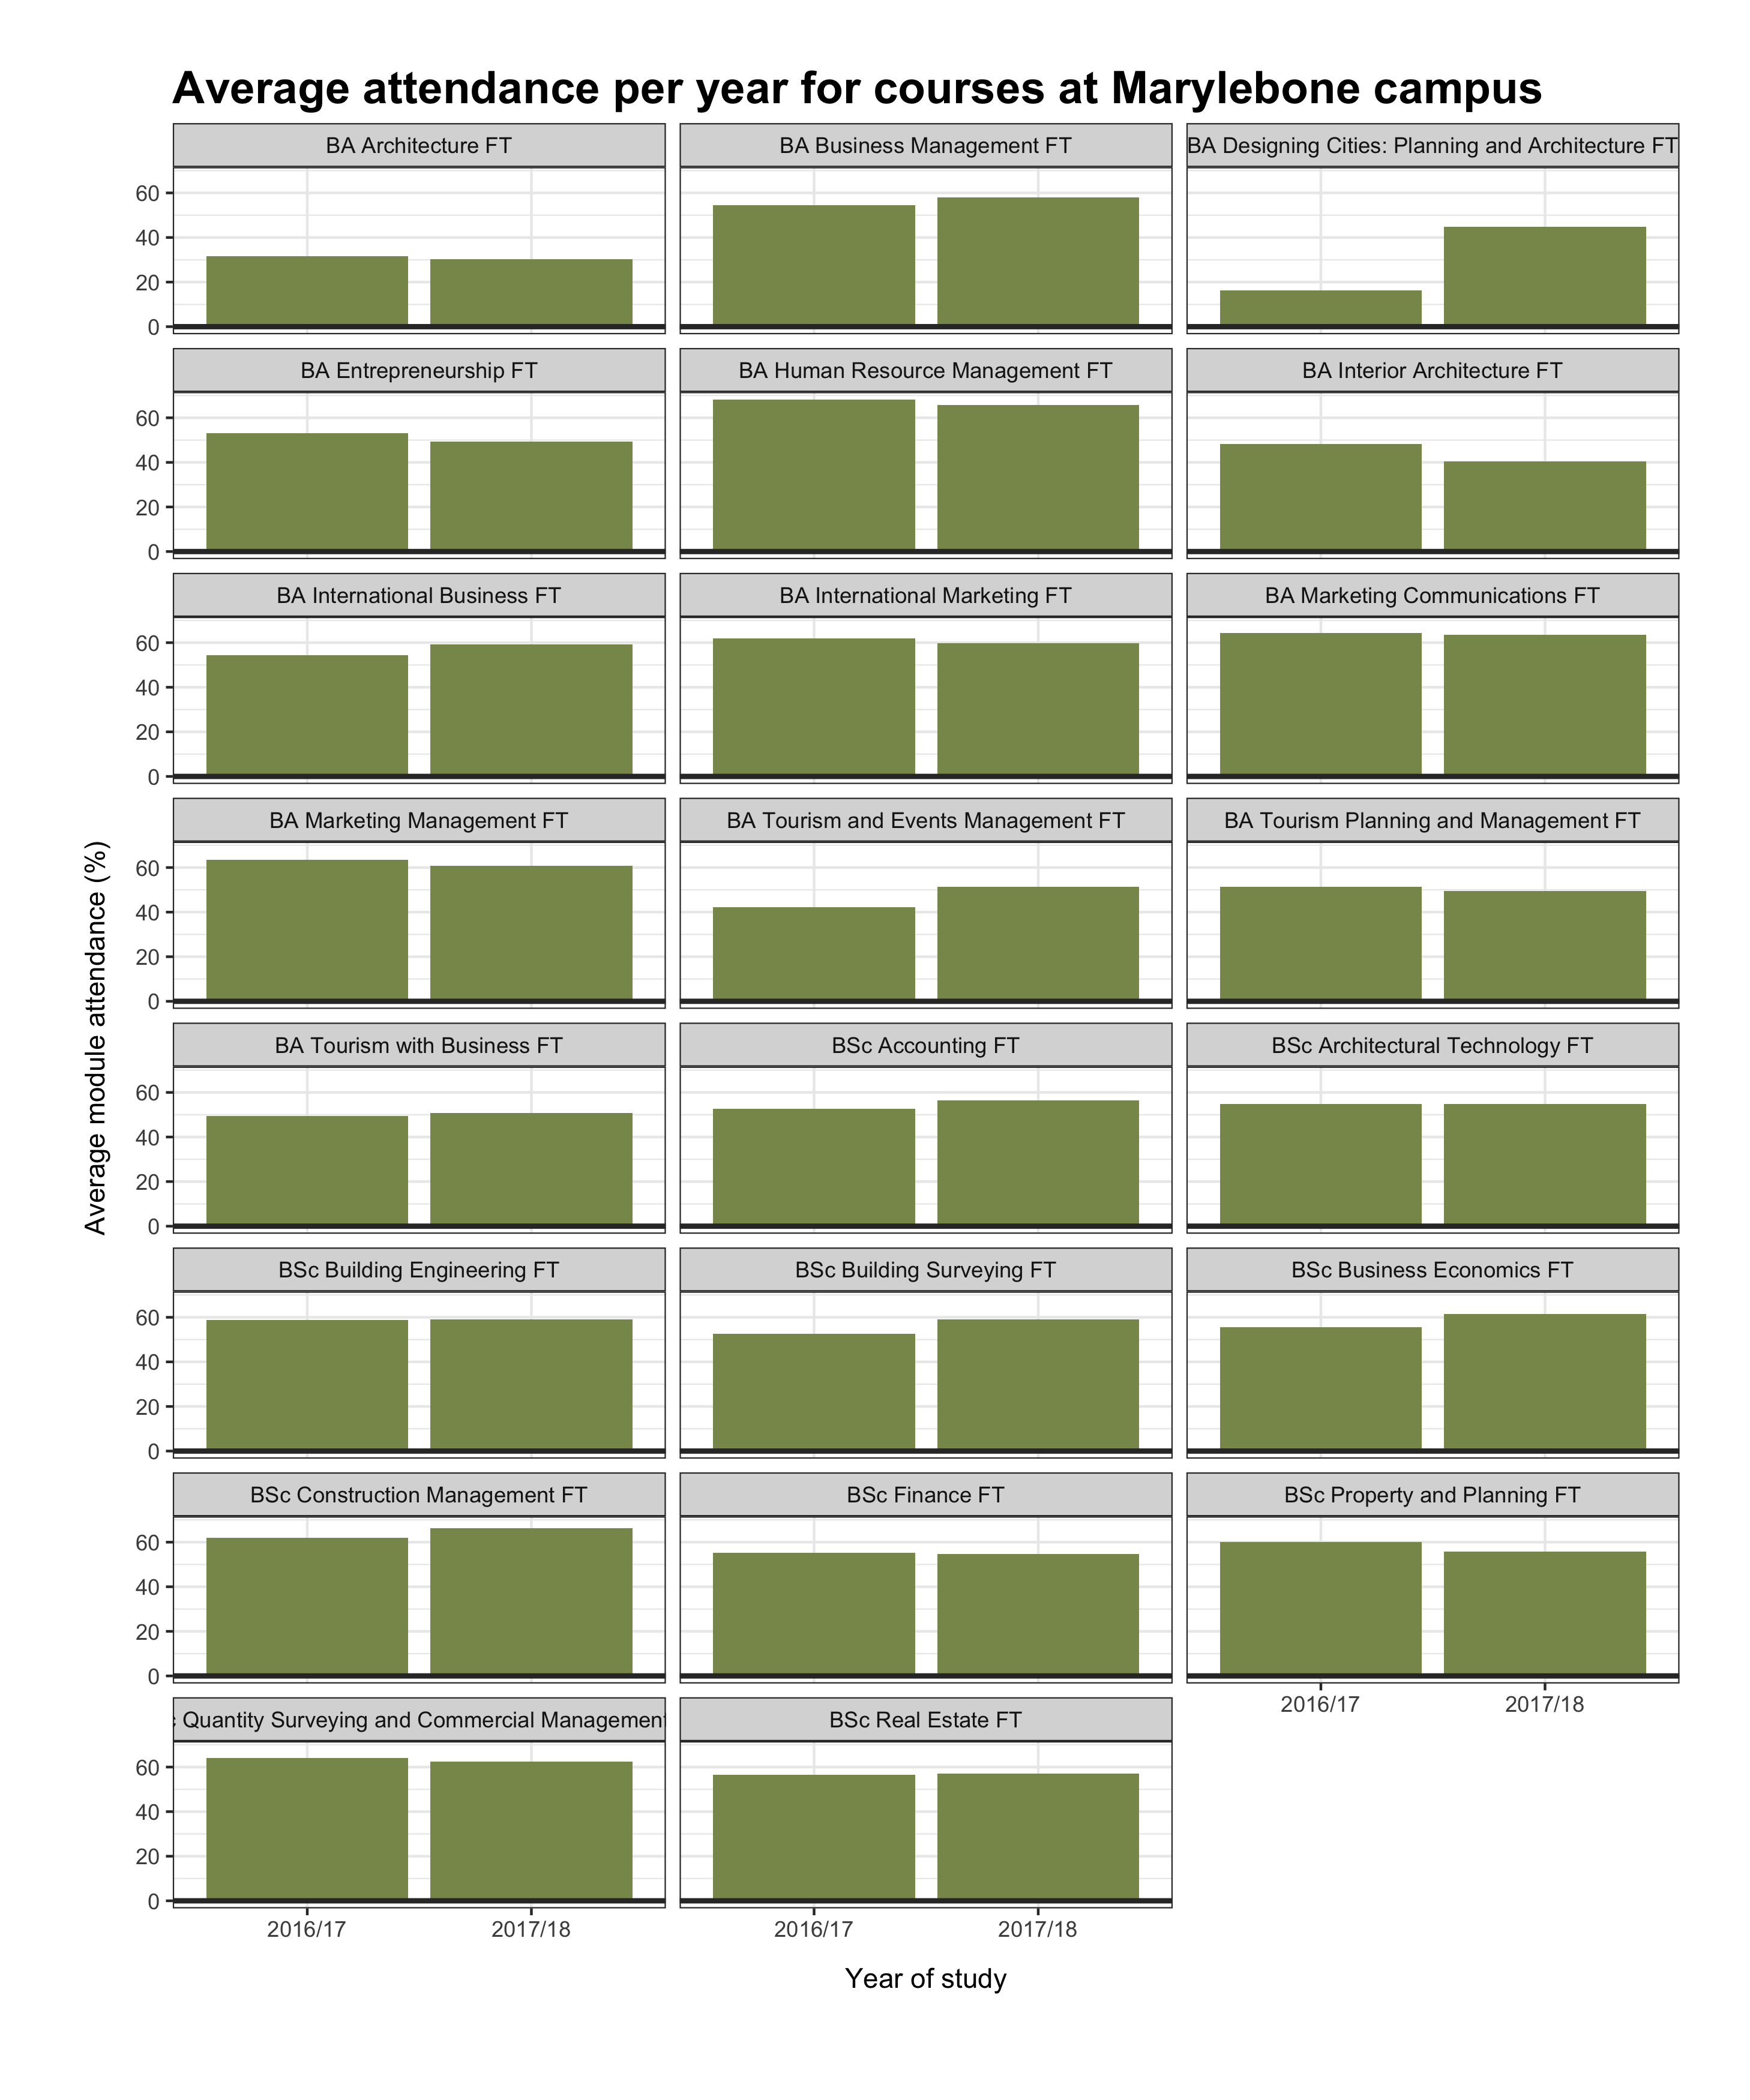 Average attendance per year for courses at Marylebone campus
BA Architecture FT
BA Business Management FT
BA Designing Cities: Planning and Architecture FT
60
40
20
0
BA Entrepreneurship FT
BA Human Resource Management FT
BA Interior Architecture FT
60
40
20
0
BA International Business FT
BA International Marketing FT
BA Marketing Communications FT
60
40
20
0
BA Marketing Management FT
BA Tourism and Events Management FT
BA Tourism Planning and Management FT
60
40
20
0
Average module attendance (%)
BA Tourism with Business FT
BSc Accounting FT
BSc Architectural Technology FT
60
40
20
0
BSc Building Engineering FT
BSc Building Surveying FT
BSc Business Economics FT
60
40
20
0
BSc Construction Management FT
BSc Finance FT
BSc Property and Planning FT
60
40
20
0
2016/17
2017/18
Quantity Surveying and Commercial Management
BSc Real Estate FT
60
40
20
0
2016/17
2017/18
2016/17
2017/18
Year of study